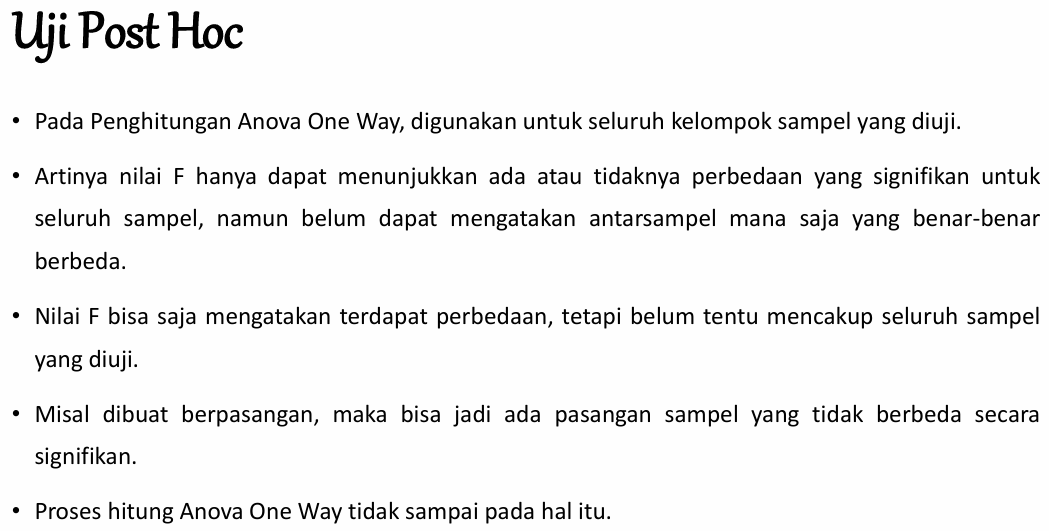 Uji Post Hoc
• Pada Penghitungan Anova One Way, digunakan untuk seluruh kelompok sampel yang diuji.
• Artinya nilai F hanya dapat menunjukkan ada atau tidaknya perbedaan yang signifikan untuk
seluruh sampel, namun belum dapat mengatakan antarsampel mana saja yang benar-benar
berbeda.
• Nilai F bisa saja mengatakan terdapat perbedaan, tetapi belum tentu mencakup seluruh sampel
yang diuji.
• Misal dibuat berpasangan, maka bisa jadi ada pasangan sampel yang tidak berbeda secara
signifikan.
• Proses hitung Anova One Way tidak sampai pada hal itu.